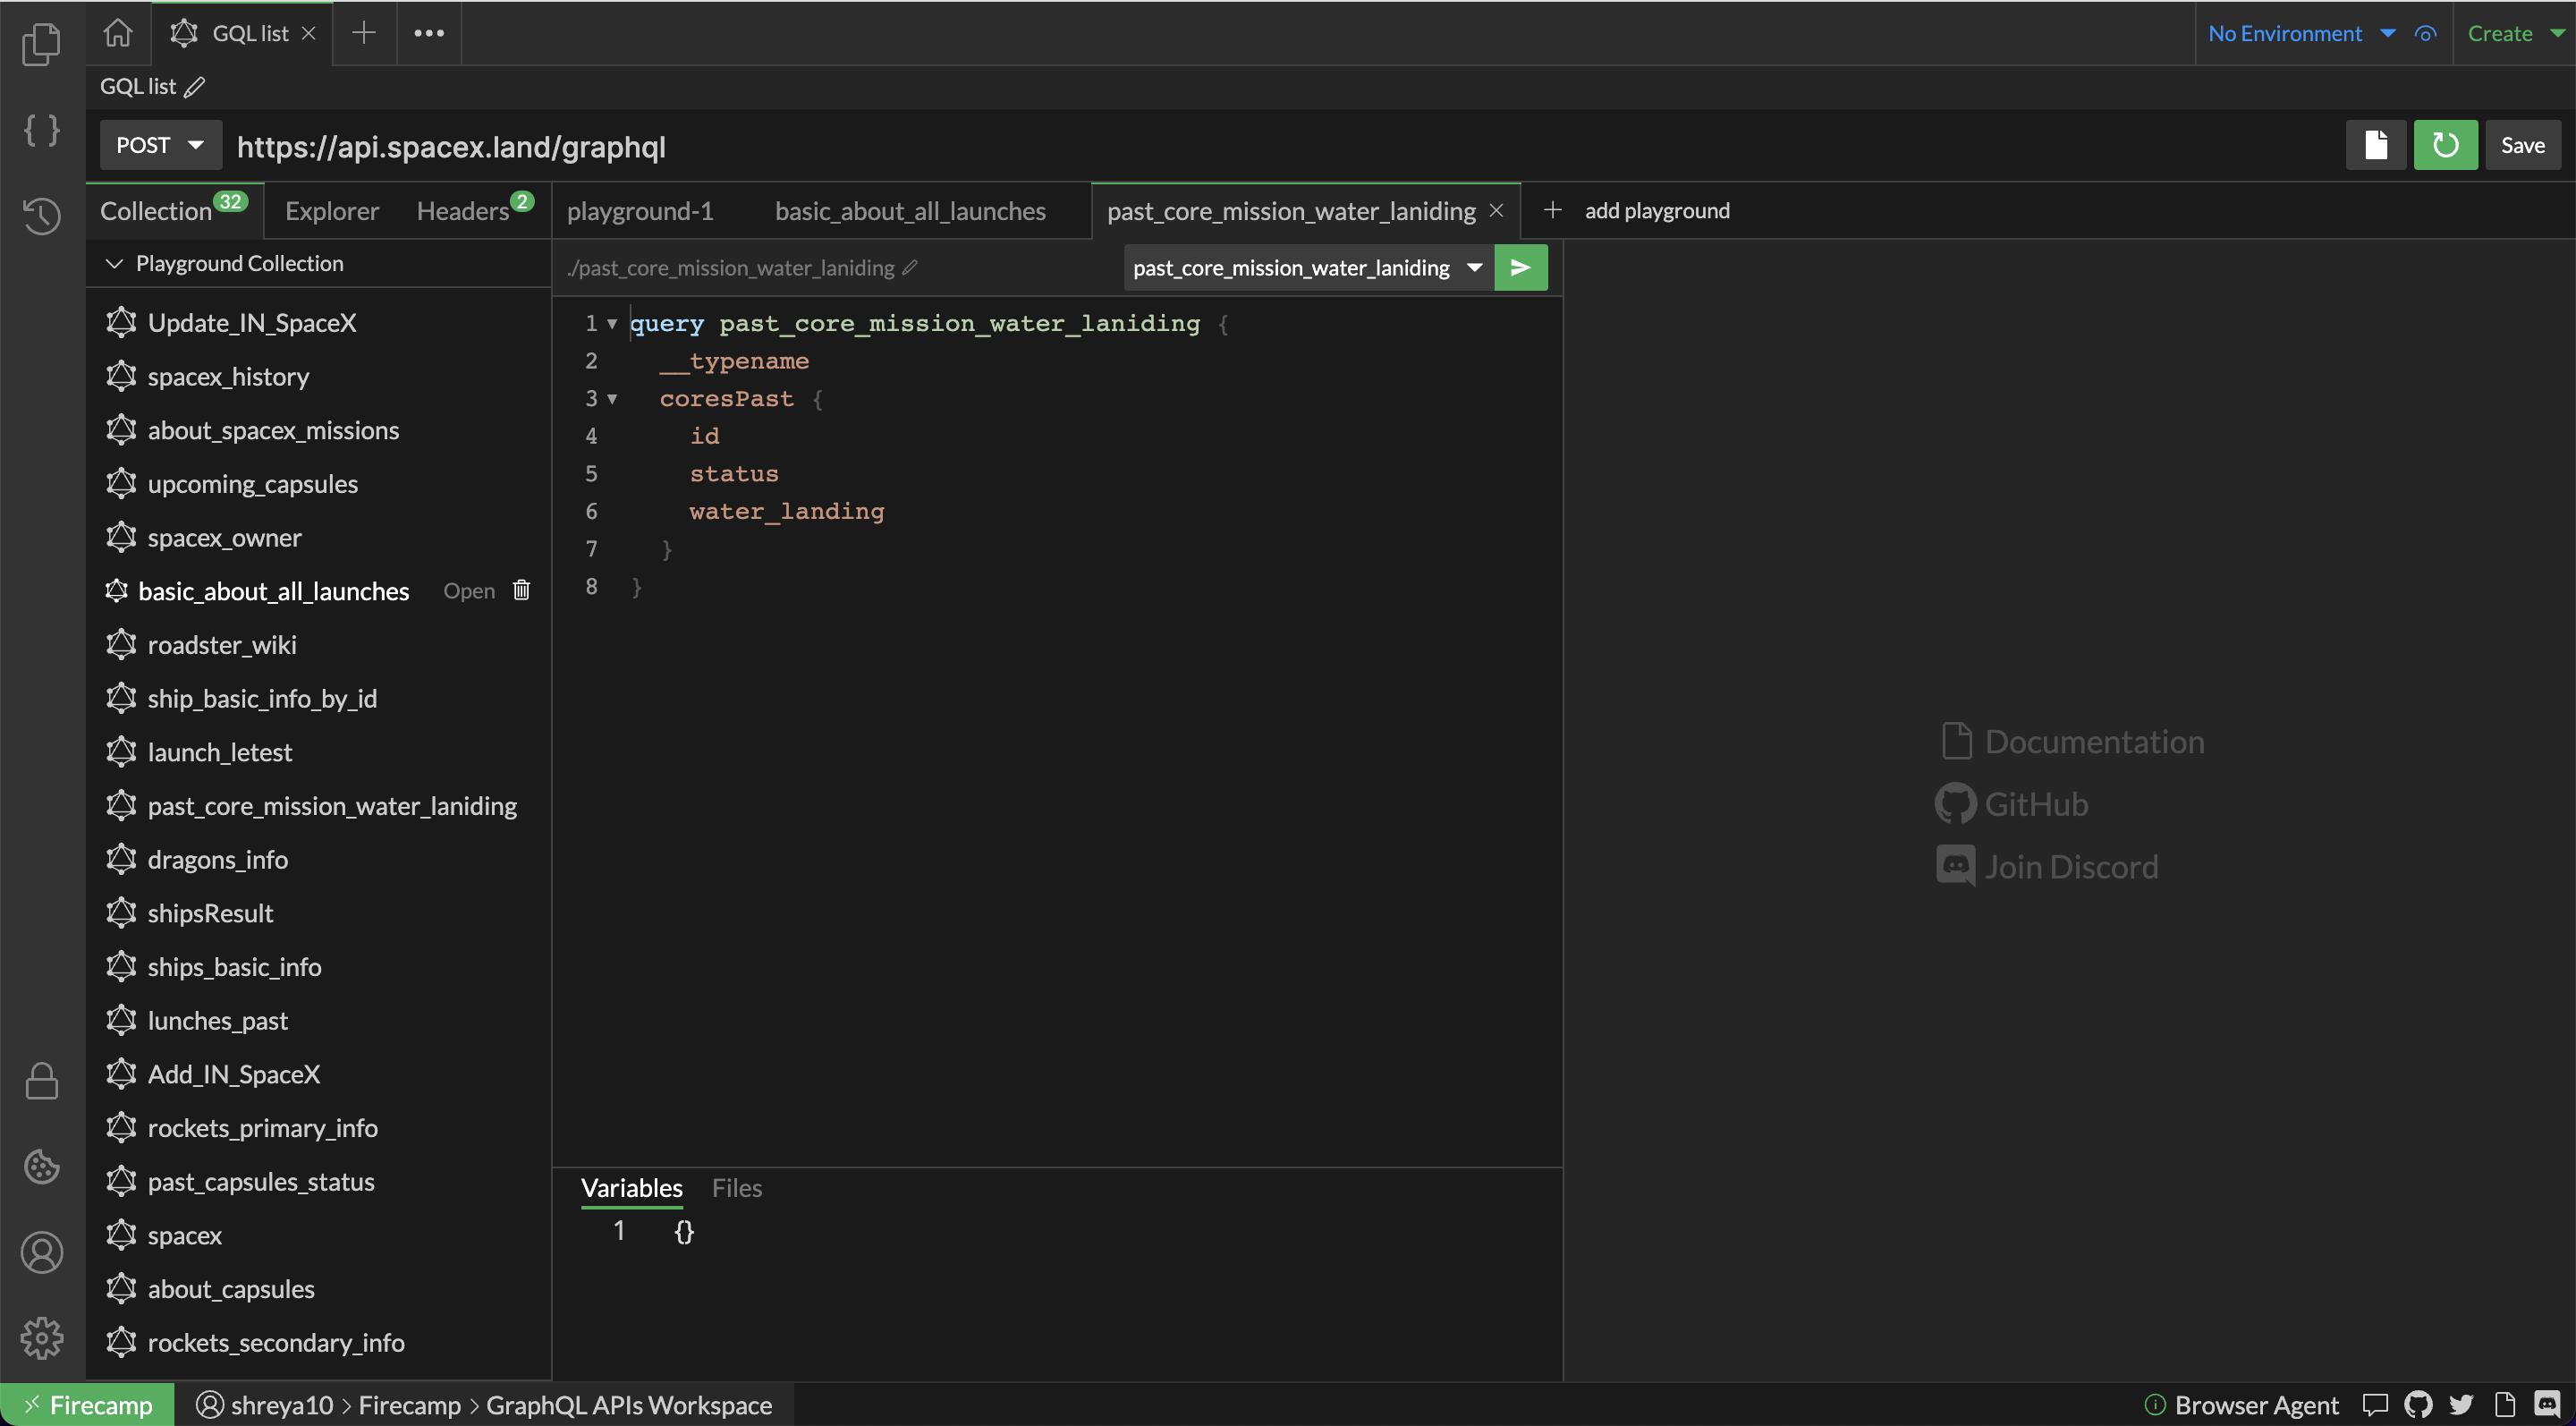 GQL list
No Environment
Create
GQL list
POST
https://api.spacex.land/graphql
Save
Collection 32
Explorer
Headers 2
playground-1
basic_about_all_launches
past_core_mission_water_laniding
add playground
Playground Collection
Update_IN_SpaceX
spacex_history
about_spacex_missions
upcoming_capsules
spacex_owner
basic_about_all_launches Open
roadster_wiki
ship_basic_info_by_id
launch_letest
past_core_mission_water_laniding
dragons_info
shipsResult
ships_basic_info
lunches_past
Add_IN_SpaceX
rockets_primary_info
past_capsules_status
spacex
about_capsules
rockets_secondary_info
./past_core_mission_water_laniding
past_core_mission_water_laniding
1 query past_core_mission_water_laniding {
2 __typename
3 coresPast {
4 id
5 status
6 water_landing
7 }
8 }
Variables
Files
1 {}
Documentation
GitHub
Join Discord
Firecamp
shreya10 > Firecamp > GraphQL APIs Workspace
Browser Agent